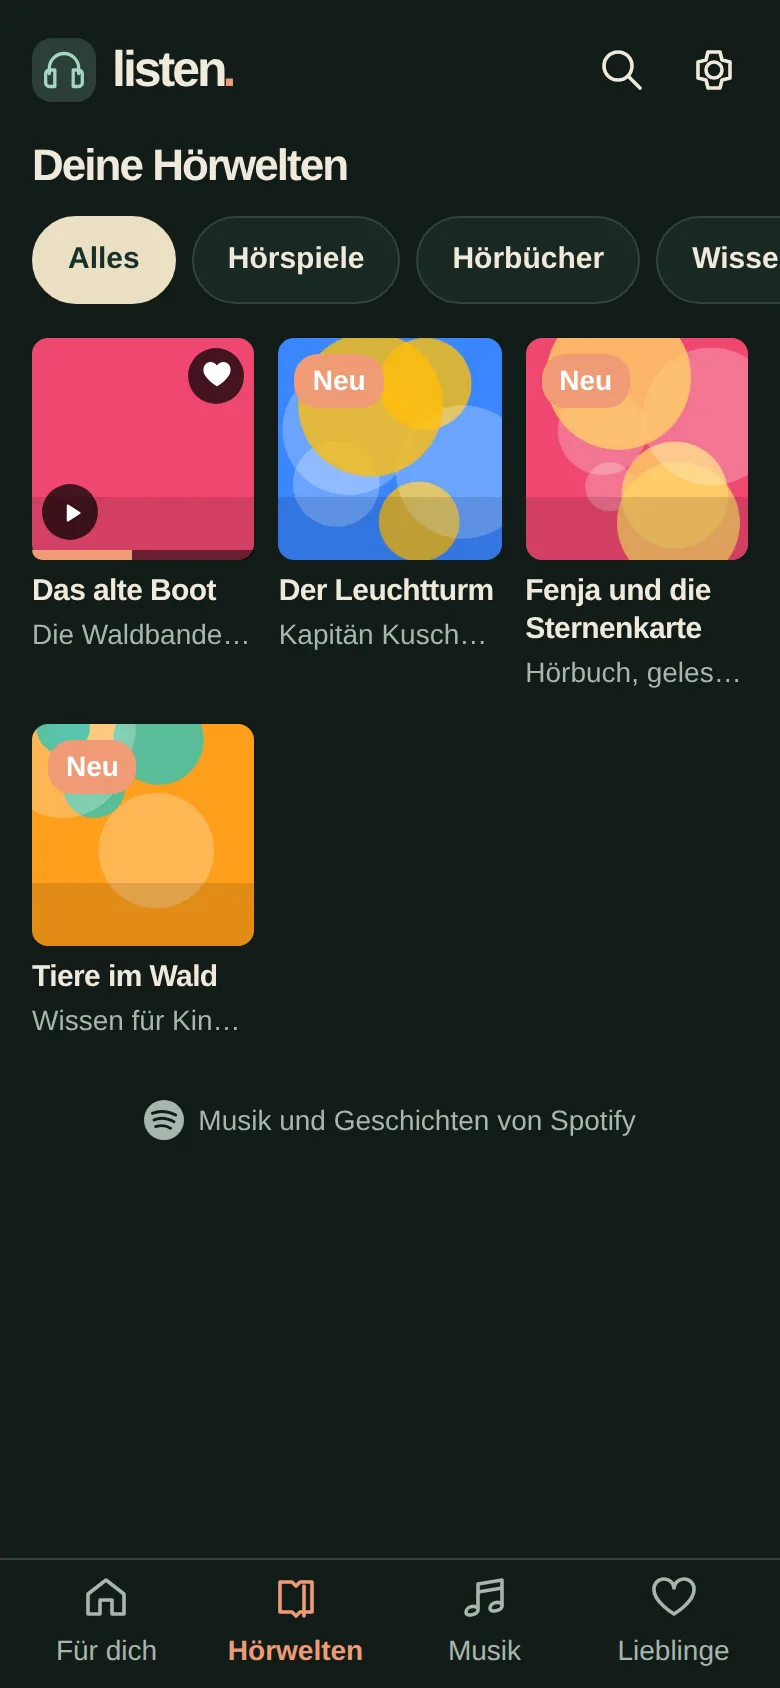 listen.
Deine Hörwelten
Alles
Hörspiele
Hörbücher
Wisse
Neu
Neu
Das alte Boot
Die Waldbande…
Der Leuchtturm
Kapitän Kusch…
Fenja und die
Sternenkarte
Hörbuch, geles…
Neu
Tiere im Wald
Wissen für Kin…
Musik und Geschichten von Spotify
Für dich
Hörwelten
Musik
Lieblinge